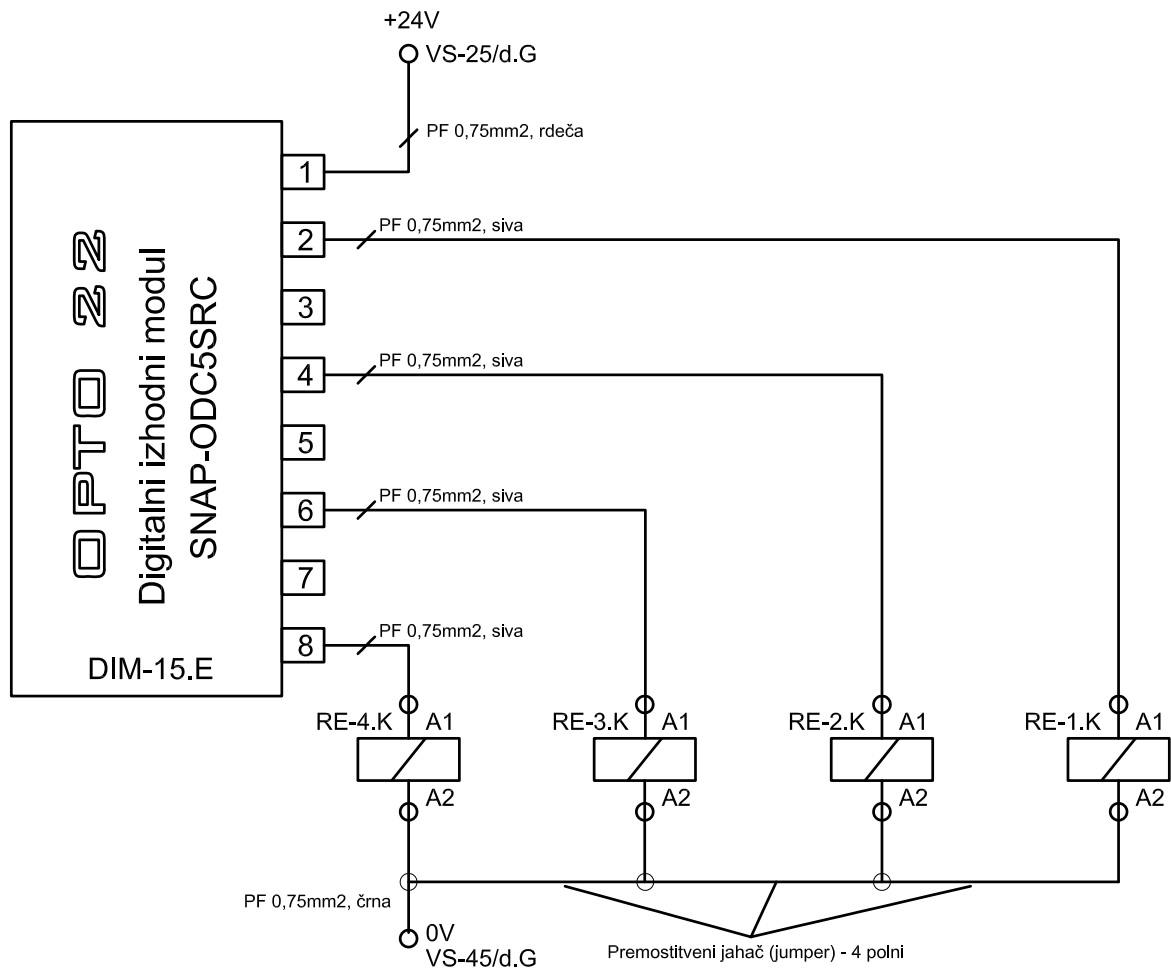 +24V
VS-25/d.G
PF 0,75mm2, rdeča
1
PF 0,75mm2, siva
2
3
PF 0,75mm2, siva
4
5
PF 0,75mm2, siva
6
7
PF 0,75mm2, siva
8
OPTO 22
Digitalni izhodni modul
SNAP-ODC5SRC
DIM-15.E
RE-4.K A1
RE-3.K A1
RE-2.K A1
RE-1.K A1
A2
A2
A2
A2
PF 0,75mm2, črna
0V
VS-45/d.G
Premostitveni jahač (jumper) - 4 polni